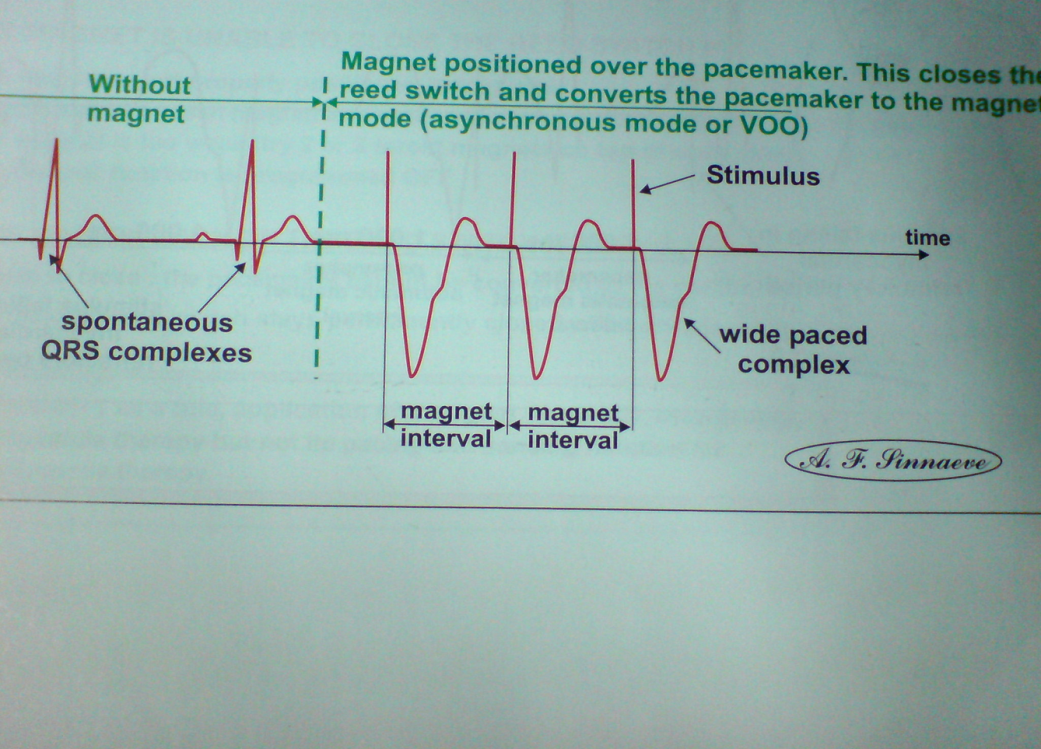 Without
magnet
Magnet positioned over the pacemaker. This closes the
reed switch and converts the pacemaker to the magnet
mode (asynchronous mode or VOO)
Stimulus
time
spontaneous
QRS complexes
wide paced
complex
magnet
interval
magnet
interval
A. F. Sinnaeve